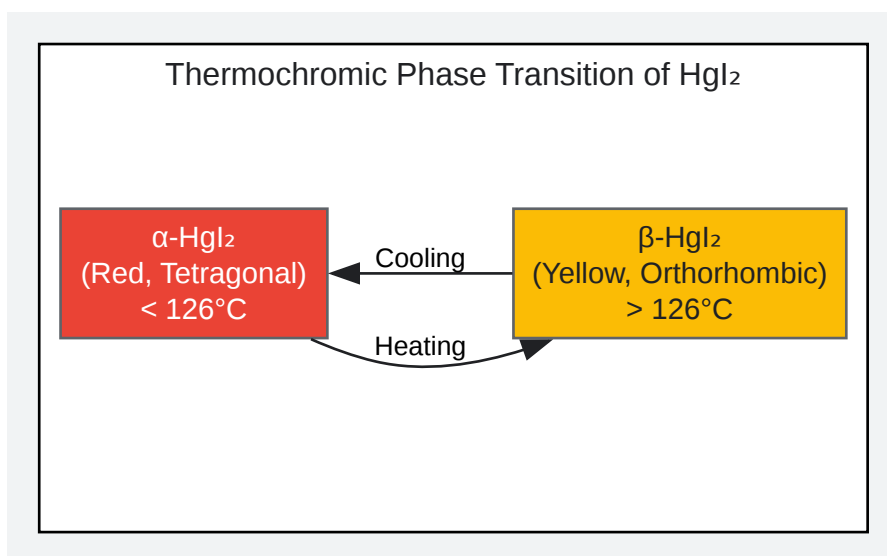 Thermochromic Phase Transition of HgI₂
α-HgI₂
(Red, Tetragonal)
< 126°C
Cooling
Heating
β-HgI₂
(Yellow, Orthorhombic)
> 126°C